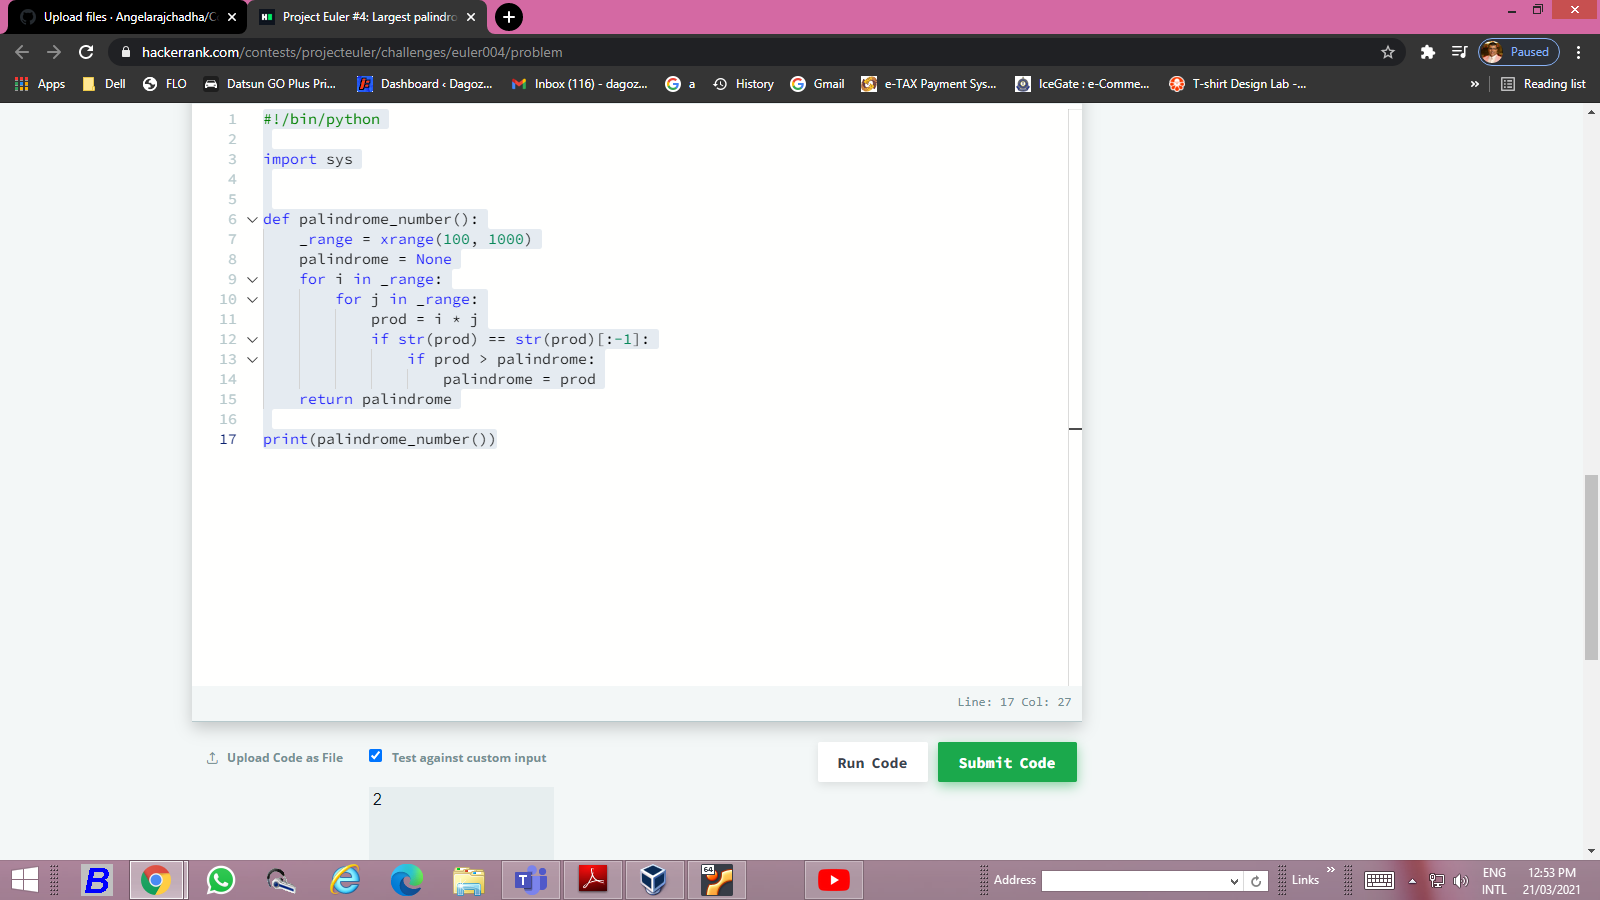 Upload files · Angelarajchadha/C
Project Euler #4: Largest palindro
hackerrank.com/contests/projecteuler/challenges/euler004/problem
Paused
Apps
Dell
FLO
Datsun GO Plus Pri...
Dashboard ‹ Dagoz...
Inbox (116) - dagoz...
a
History
Gmail
e-TAX Payment Sys...
IceGate : e-Comme...
T-shirt Design Lab -...
»
Reading list
1 #!/bin/python
2
3 import sys
4
5
6 def palindrome_number():
7 _range = xrange(100, 1000)
8 palindrome = None
9 for i in _range:
10 for j in _range:
11 prod = i * j
12 if str(prod) == str(prod)[:-1]:
13 if prod > palindrome:
14 palindrome = prod
15 return palindrome
16
17 print(palindrome_number())
Line: 17 Col: 27
Upload Code as File
Test against custom input
Run Code
Submit Code
2
Address
Links
»
64
ENG
INTL
12:53 PM
21/03/2021